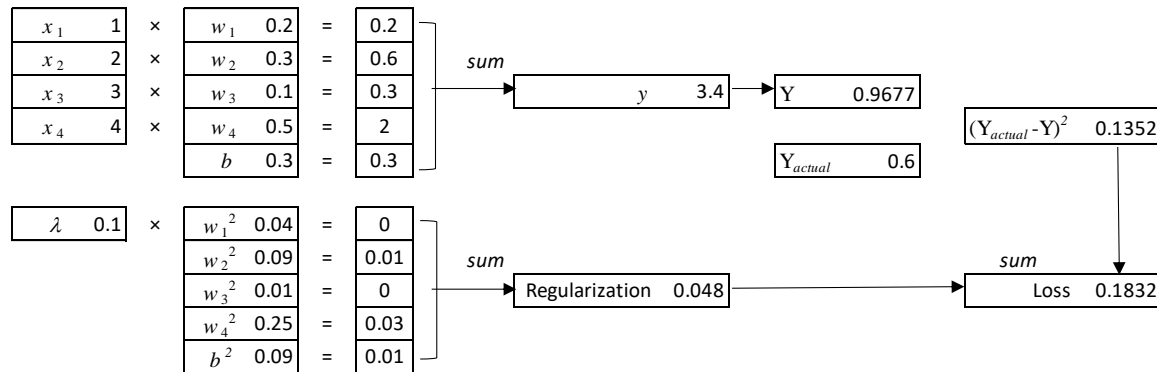 x1 1 × w1 0.2 = 0.2
x2 2 × w2 0.3 = 0.6
sum
x3 3 × w3 0.1 = 0.3
y 3.4
Y 0.9677
x4 4 × w4 0.5 = 2
(Yactual-Y)² 0.1352
b 0.3 = 0.3
Yactual 0.6
λ 0.1 × w1² 0.04 = 0
w2² 0.09 = 0.01
sum
sum
w3² 0.01 = 0
Regularization 0.048
Loss 0.1832
w4² 0.25 = 0.03
b² 0.09 = 0.01